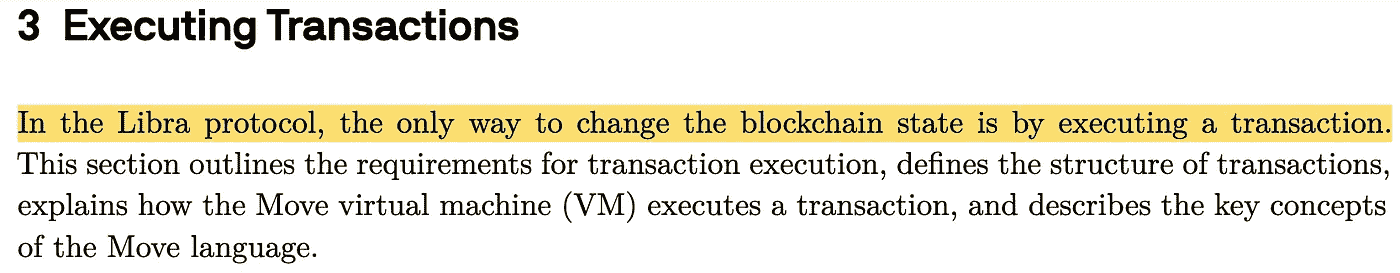 3 Executing Transactions
In the Libra protocol, the only way to change the blockchain state is by executing a transaction.
This section outlines the requirements for transaction execution, defines the structure of transactions,
explains how the Move virtual machine (VM) executes a transaction, and describes the key concepts
of the Move language.